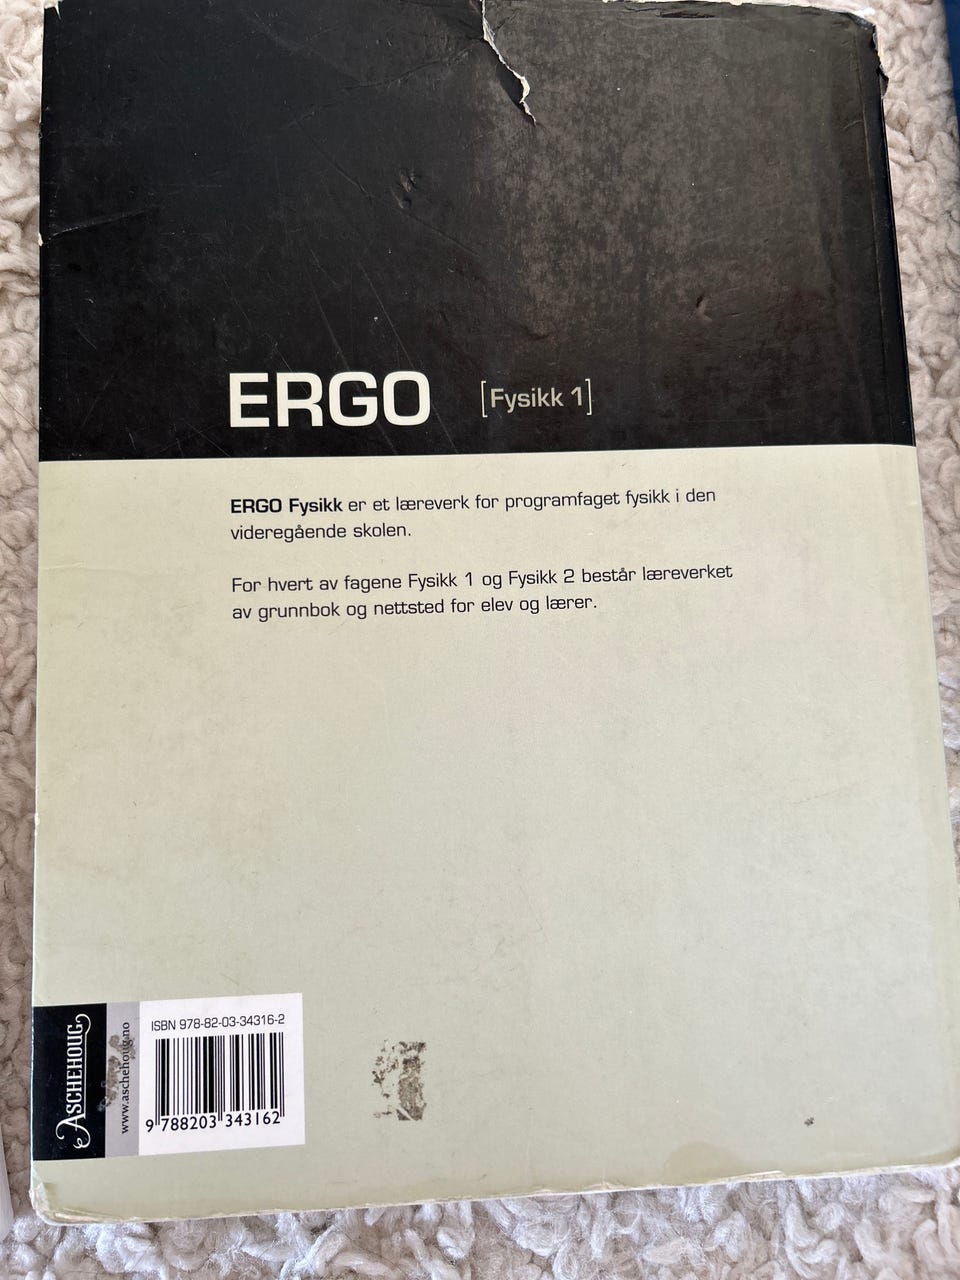 ERGO [Fysikk 1]
ERGO Fysikk er et læreverk for programfaget fysikk i den
videregående skolen.
For hvert av fagene Fysikk 1 og Fysikk 2 består læreverket
av grunnbok og nettsted for elev og lærer.
ASCHEHOUG
www.aschehoug.no
ISBN 978-82-03-34316-2
9 788203 343162